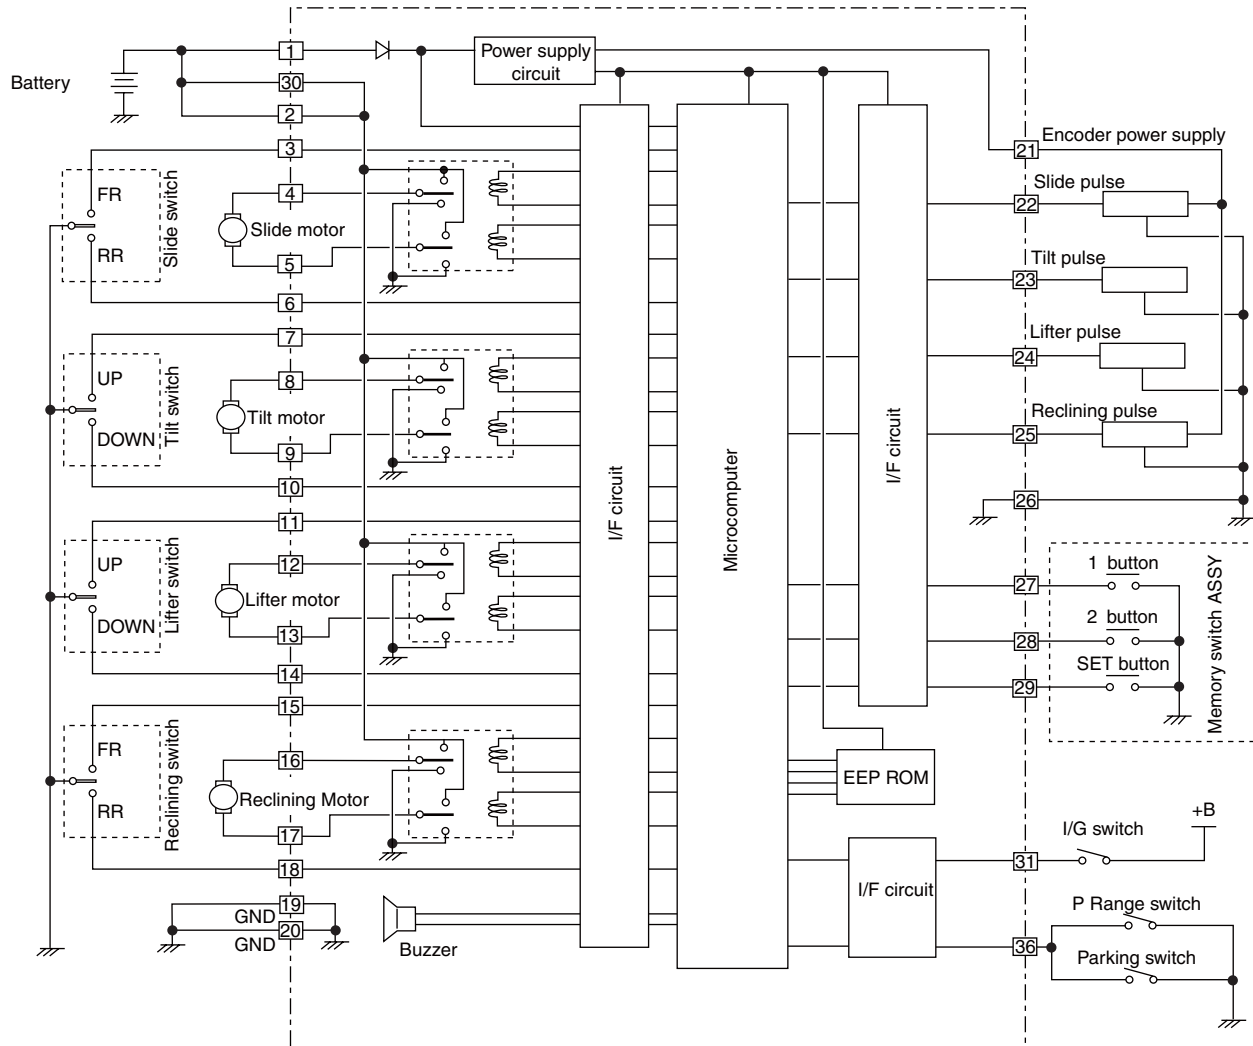 Battery
1
30
2
3
4
5
6
7
8
9
10
11
12
13
14
15
16
17
18
19
20
GND
GND
FR
RR
Slide switch
UP
DOWN
Tilt switch
UP
DOWN
Lifter switch
FR
RR
Reclining switch
Slide motor
Tilt motor
Lifter motor
Reclining Motor
Buzzer
Power supply
circuit
I/F circuit
Microcomputer
I/F circuit
EEP ROM
I/F circuit
21
22
23
24
25
26
27
28
29
31
36
Encoder power supply
Slide pulse
Tilt pulse
Lifter pulse
Reclining pulse
1 button
2 button
SET button
Memory switch ASSY
I/G switch
+B
P Range switch
Parking switch